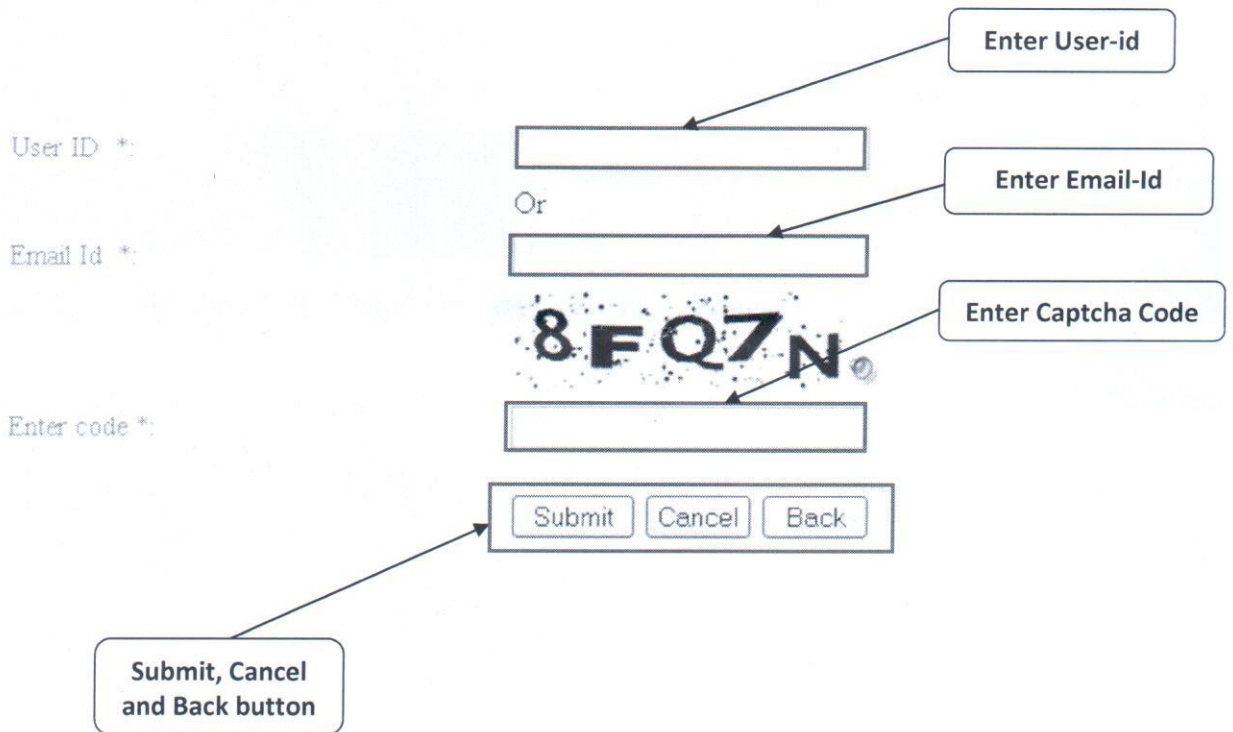 Enter User-id
User ID *:
Enter Email-Id
Or
Email Id *:
Enter Captcha Code
8FQ7N
Enter code *:
Submit Cancel Back
Submit, Cancel
and Back button